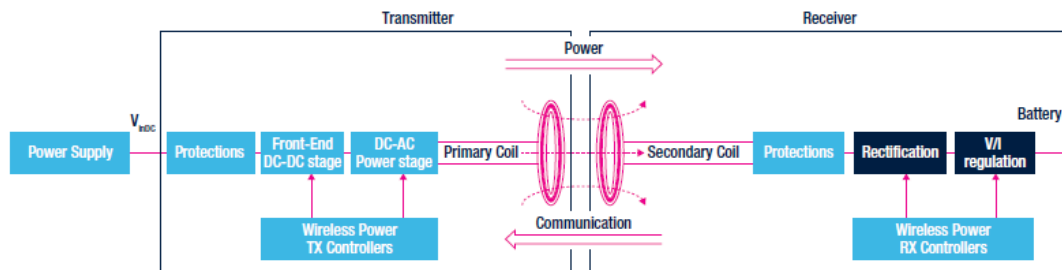 Transmitter
Receiver
Power
V_InDC
Battery
Power Supply
Protections
Front-End
DC-DC stage
DC-AC
Power stage
Primary Coil
Secondary Coil
Protections
Rectification
V/I
regulation
Wireless Power
TX Controllers
Communication
Wireless Power
RX Controllers